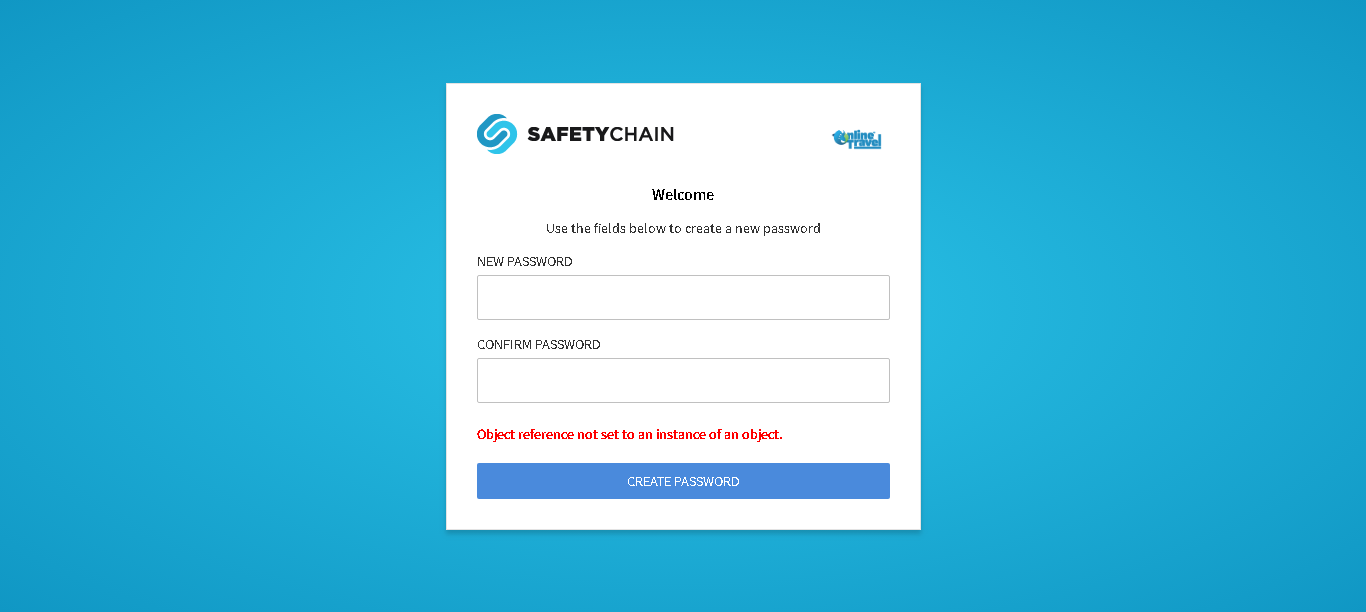 SAFETYCHAIN
Online
Travel
Welcome
Use the fields below to create a new password
NEW PASSWORD
CONFIRM PASSWORD
Object reference not set to an instance of an object.
CREATE PASSWORD